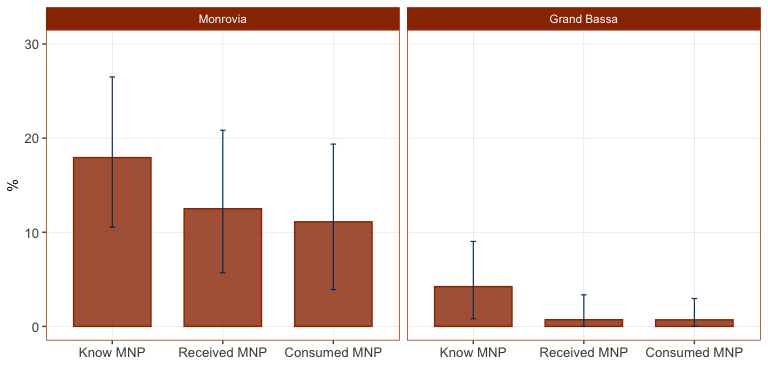 Monrovia Grand Bassa
30
20
10
0
%
Know MNP Received MNP Consumed MNP Know MNP Received MNP Consumed MNP